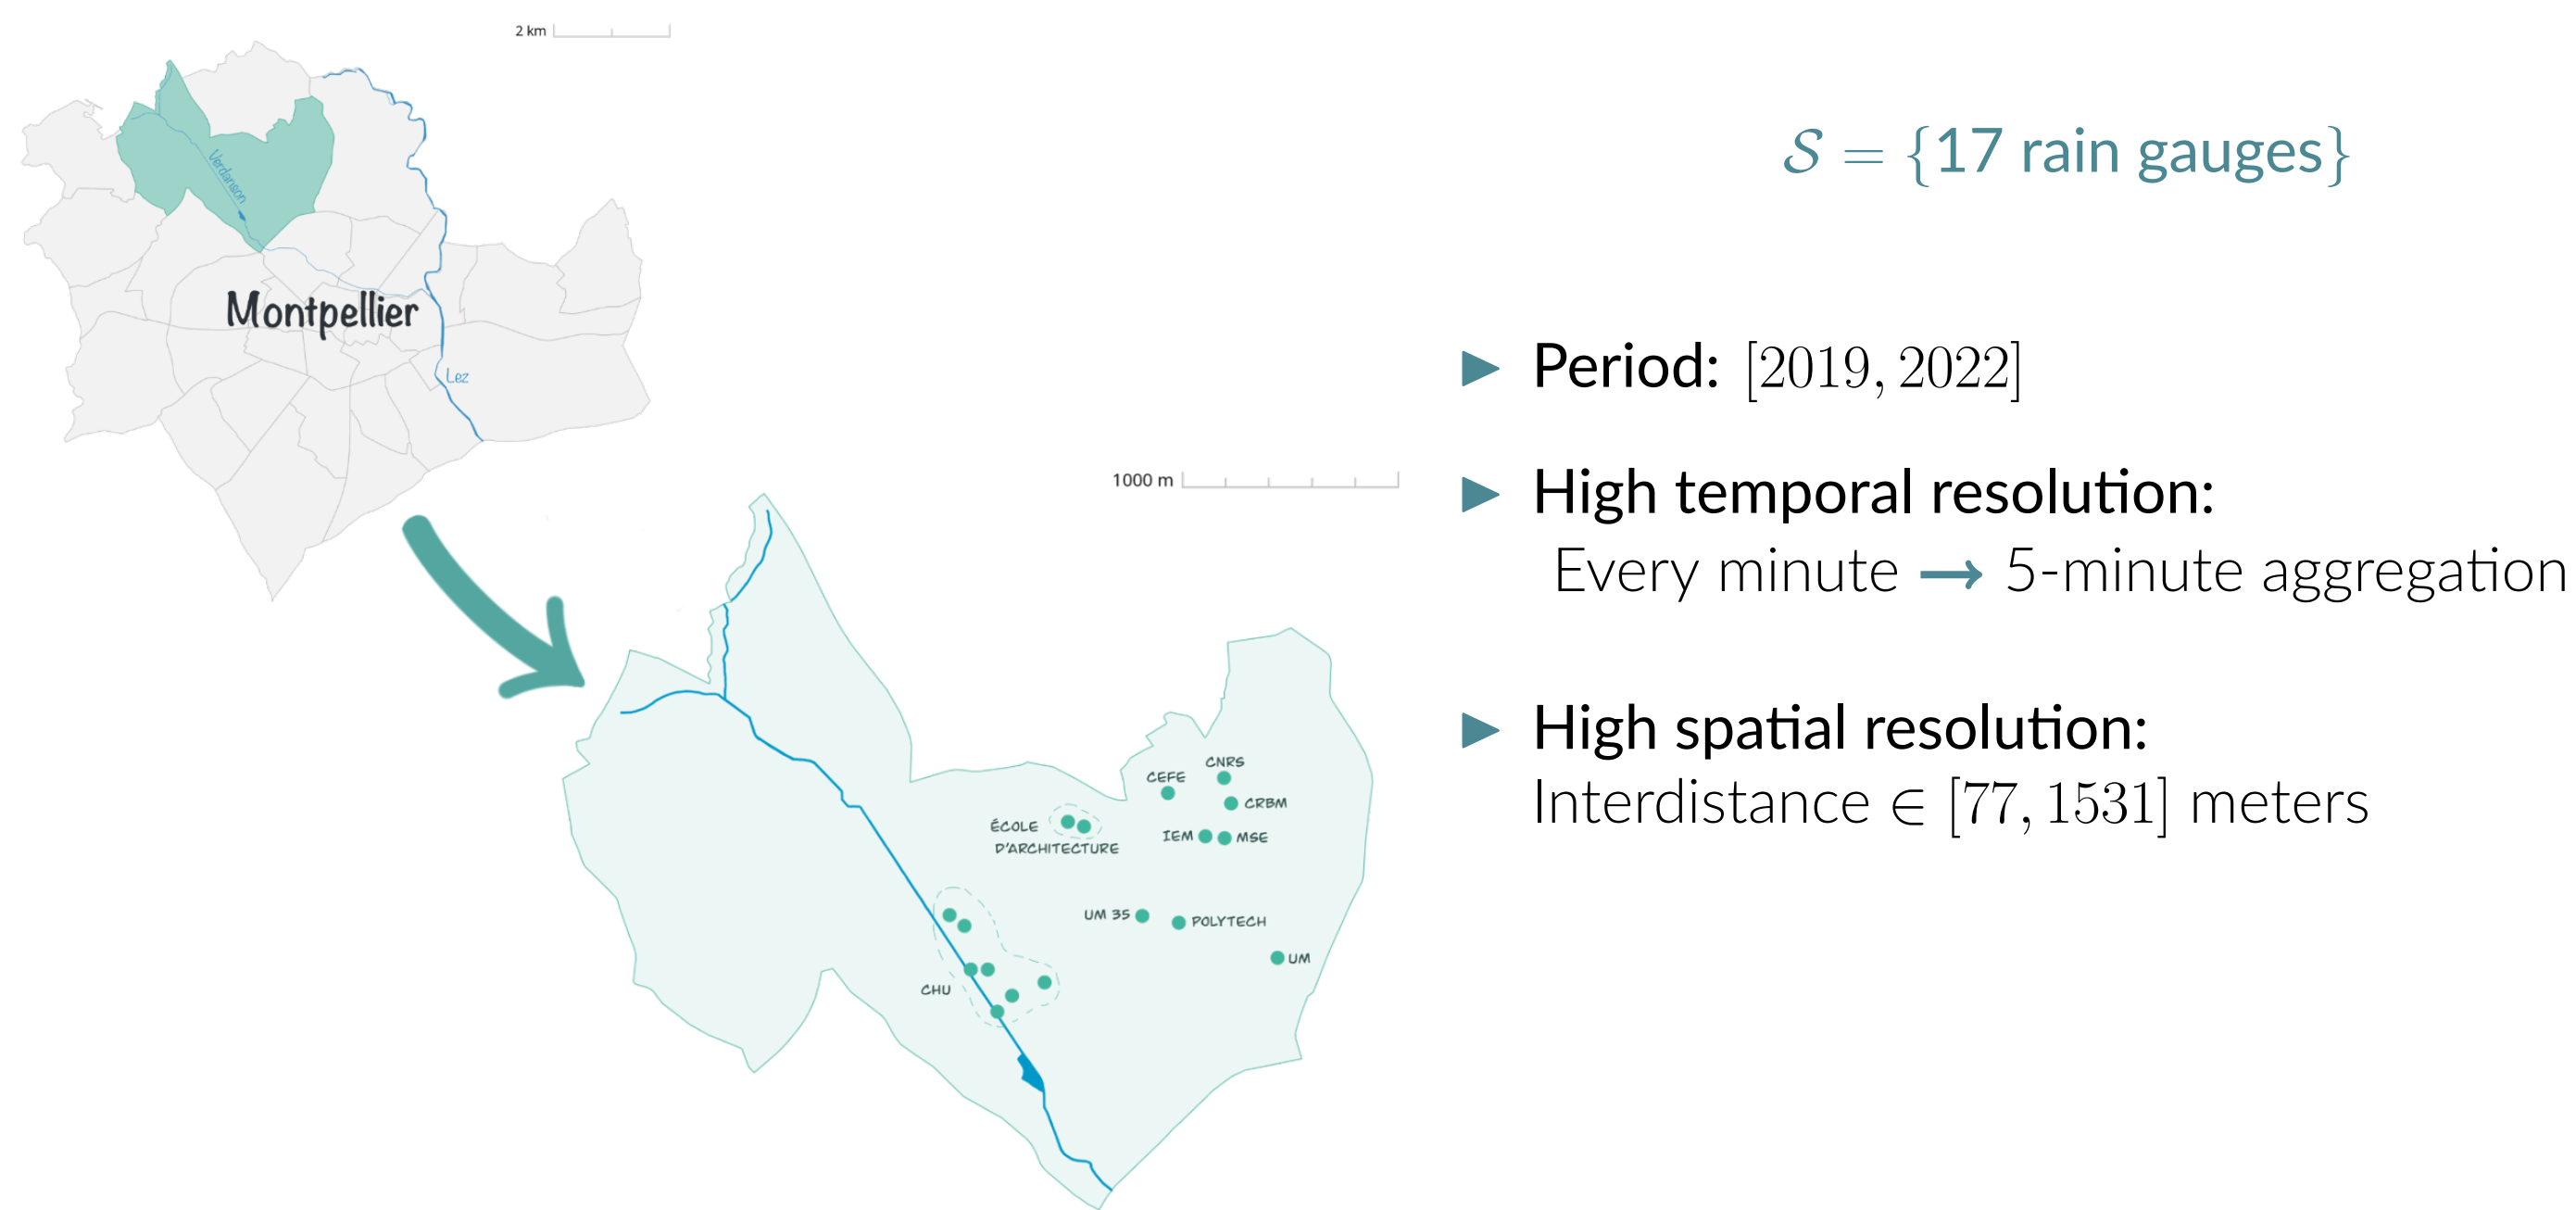 2 km
Verdanson
Montpellier
Lez
1000 m
CNRS
CEFE
CRBM
ÉCOLE
D'ARCHITECTURE
IEM
MSE
UM 35
POLYTECH
UM
CHU
𝒮 = {17 rain gauges}
▶ Period: [2019, 2022]
▶ High temporal resolution:
Every minute → 5-minute aggregation
▶ High spatial resolution:
Interdistance ∈ [77, 1531] meters